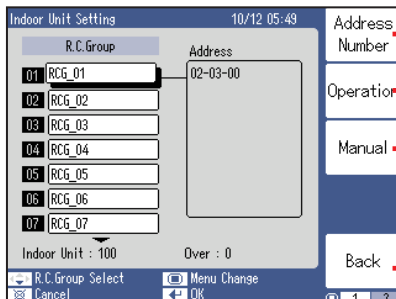 Indoor Unit Setting 10/12 05:49
R.C.Group
Address
01 RCG_01
02-03-00
02 RCG_02
03 RCG_03
04 RCG_04
05 RCG_05
06 RCG_06
07 RCG_07
Indoor Unit : 100 Over : 0
R.C.Group Select Menu Change
Cancel OK
Address
Number
Operation
Manual
Back
1